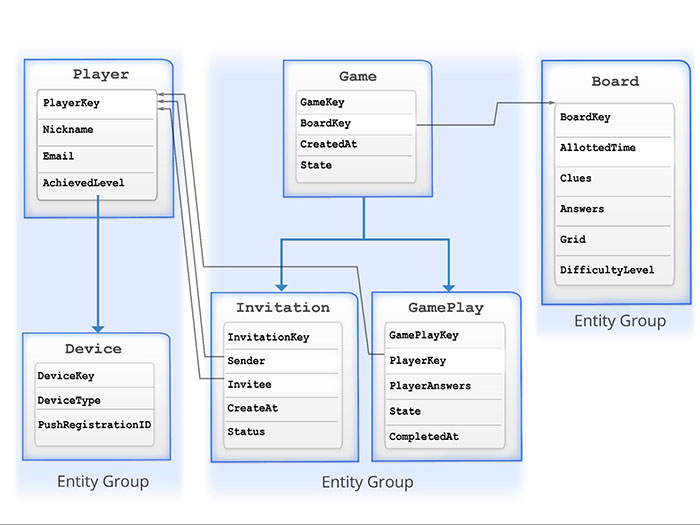 Player
PlayerKey
Nickname
Email
AchievedLevel
Game
GameKey
BoardKey
CreatedAt
State
Board
BoardKey
AllottedTime
Clues
Answers
Grid
DifficultyLevel
Entity Group
Device
DeviceKey
DeviceType
PushRegistrationID
Entity Group
Invitation
InvitationKey
Sender
Invitee
CreateAt
Status
GamePlay
GamePlayKey
PlayerKey
PlayerAnswers
State
CompletedAt
Entity Group